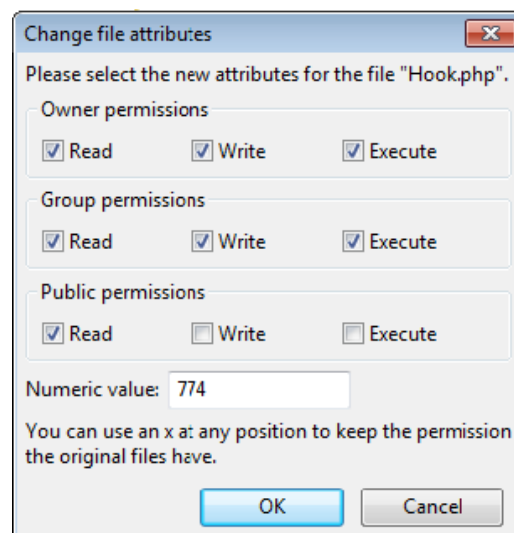 Change file attributes
Please select the new attributes for the file "Hook.php".
Owner permissions
Read Write Execute
Group permissions
Read Write Execute
Public permissions
Read Write Execute
Numeric value: 774
You can use an x at any position to keep the permission
the original files have.
OK Cancel